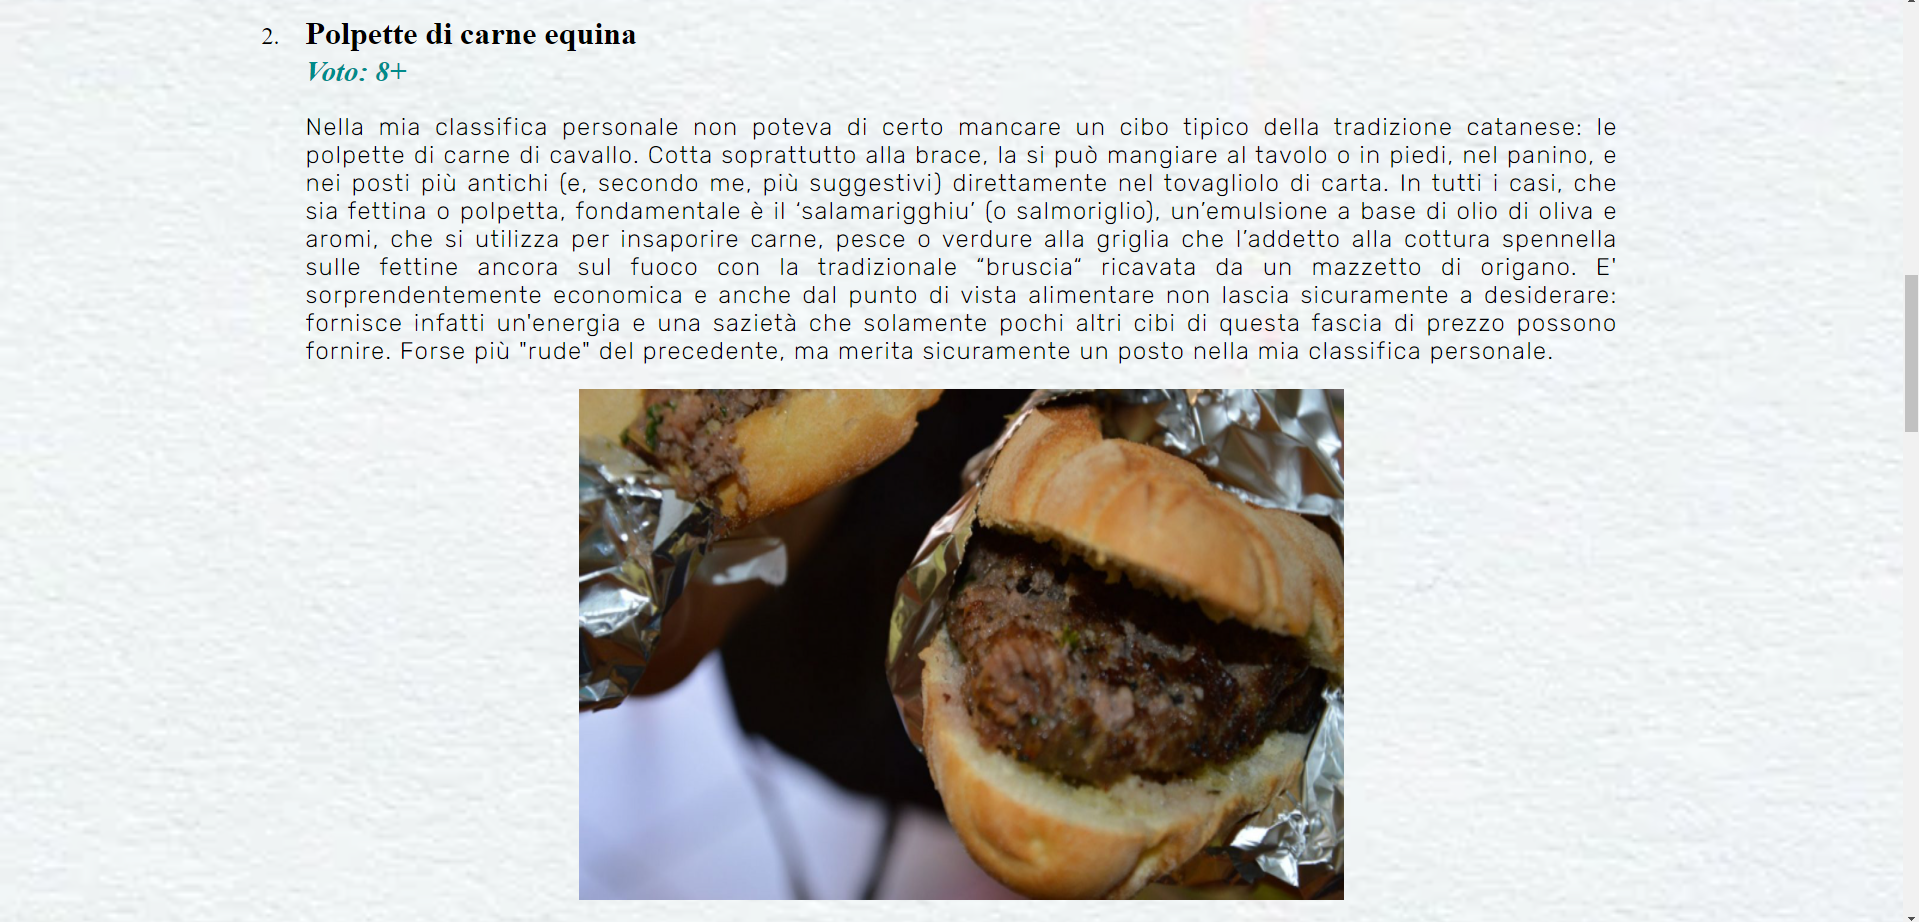 2. Polpette di carne equina
Voto: 8+
Nella mia classifica personale non poteva di certo mancare un cibo tipico della tradizione catanese: le
polpette di carne di cavallo. Cotta soprattutto alla brace, la si può mangiare al tavolo o in piedi, nel panino, e
nei posti più antichi (e, secondo me, più suggestivi) direttamente nel tovagliolo di carta. In tutti i casi, che
sia fettina o polpetta, fondamentale è il ‘salamarigghiu’ (o salmoriglio), un’emulsione a base di olio di oliva e
aromi, che si utilizza per insaporire carne, pesce o verdure alla griglia che l’addetto alla cottura spennella
sulle fettine ancora sul fuoco con la tradizionale “bruscia“ ricavata da un mazzetto di origano. E'
sorprendentemente economica e anche dal punto di vista alimentare non lascia sicuramente a desiderare:
fornisce infatti un'energia e una sazietà che solamente pochi altri cibi di questa fascia di prezzo possono
fornire. Forse più "rude" del precedente, ma merita sicuramente un posto nella mia classifica personale.